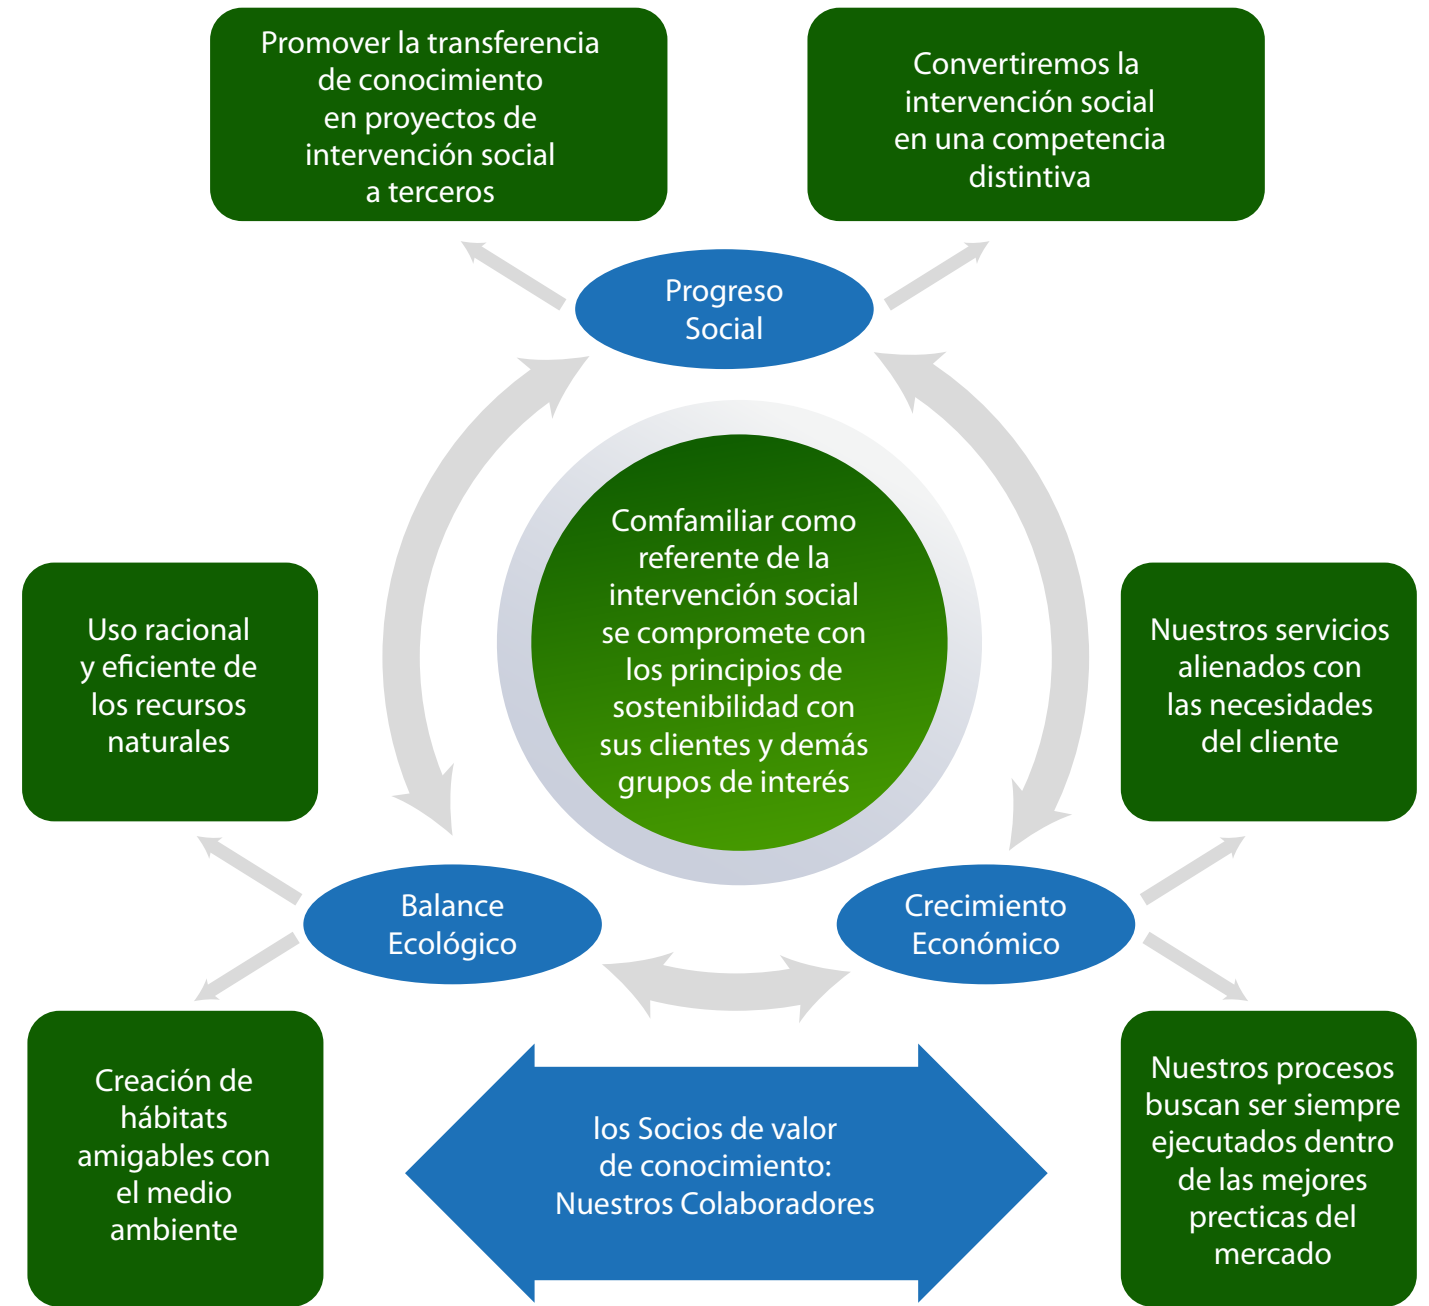 Promover la transferencia
de conocimiento
en proyectos de
intervención social
a terceros
Convertiremos la
intervención social
en una competencia
distintiva
Progreso
Social
Comfamiliar como
referente de la
intervención social
se compromete con
los principios de
sostenibilidad con
sus clientes y demás
grupos de interés
Uso racional
y eficiente de
los recursos
naturales
Nuestros servicios
alienados con
las necesidades
del cliente
Balance
Ecológico
Crecimiento
Económico
Creación de
hábitats
amigables con
el medio
ambiente
los Socios de valor
de conocimiento:
Nuestros Colaboradores
Nuestros procesos
buscan ser siempre
ejecutados dentro
de las mejores
precticas del
mercado